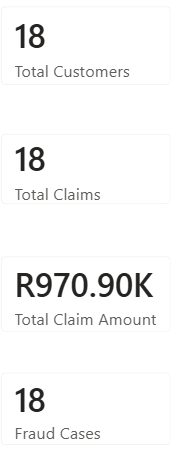 18
Total Customers
18
Total Claims
R970.90K
Total Claim Amount
18
Fraud Cases